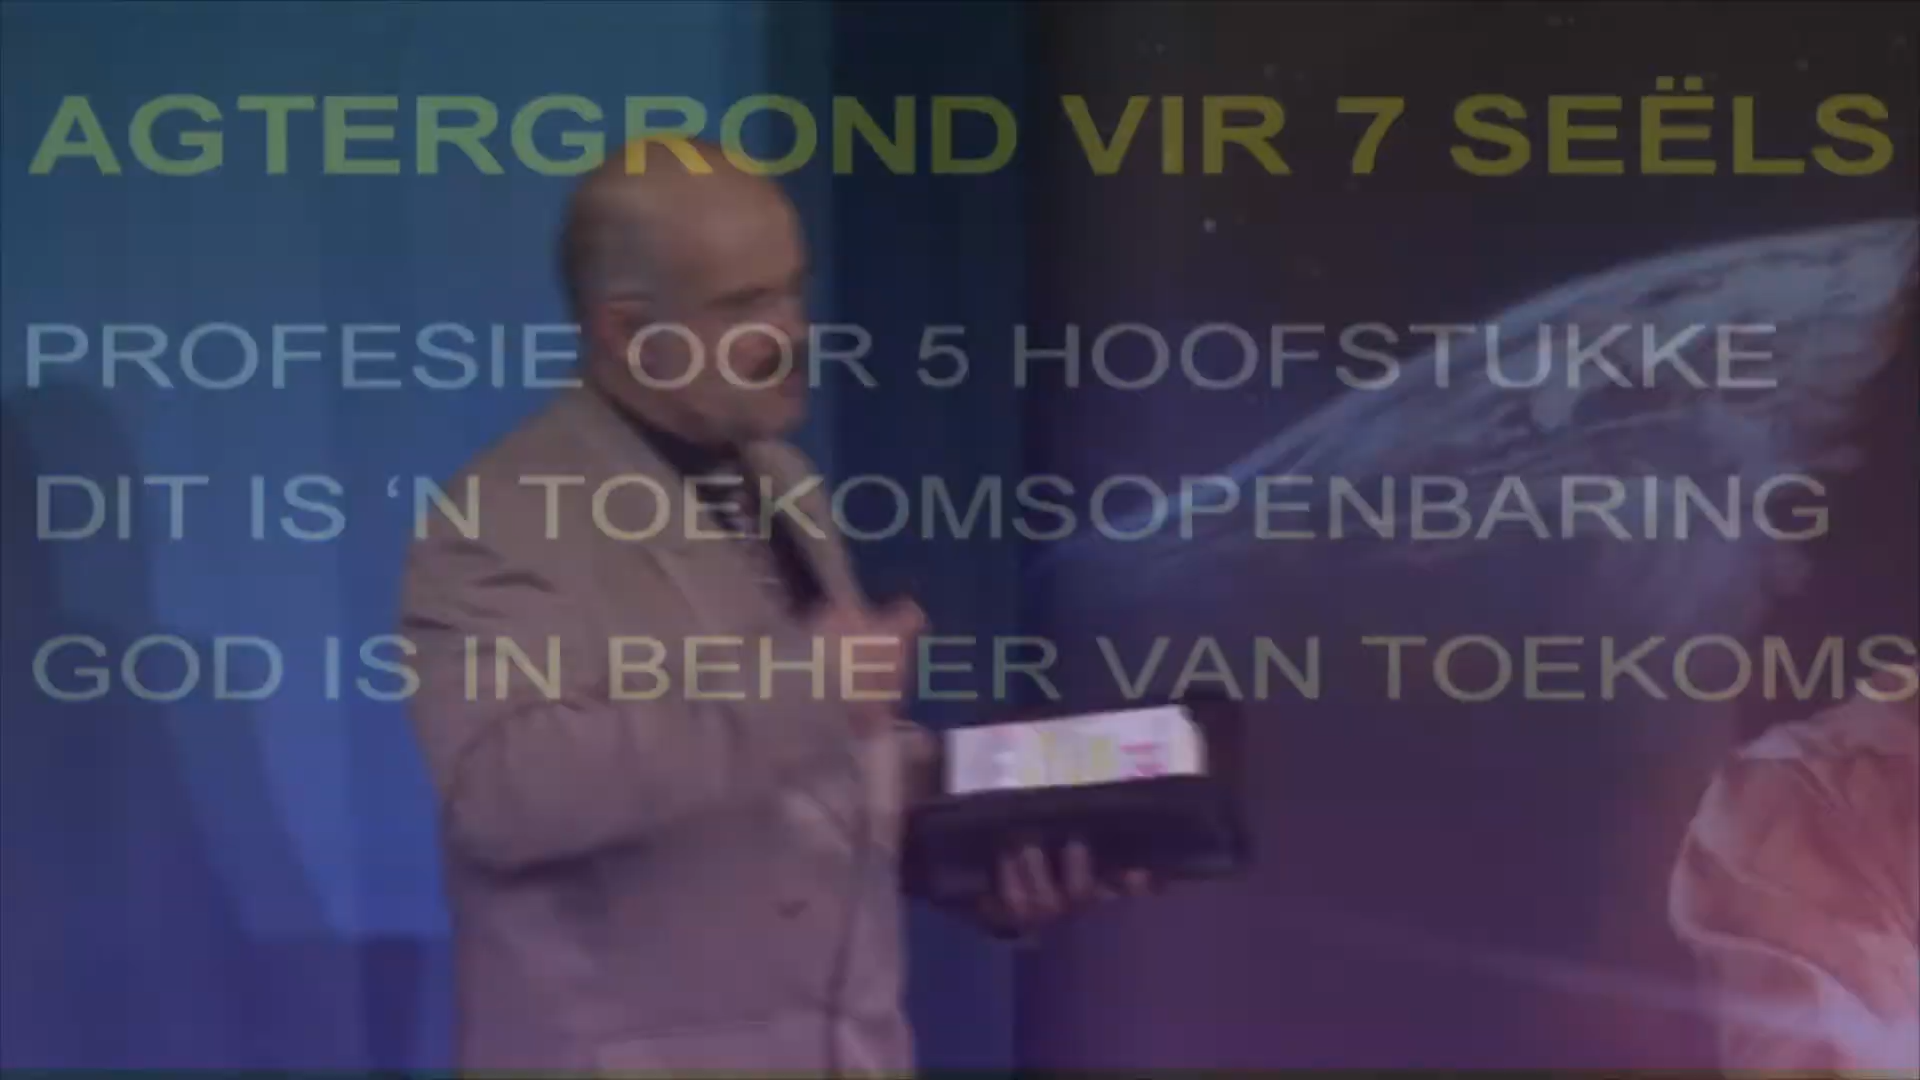 AGTERGROND VIR 7 SEËLS
PROFESIE OOR 5 HOOFSTUKKE
DIT IS ‘N TOEKOMSOPENBARING
GOD IS IN BEHEER VAN TOEKOMS